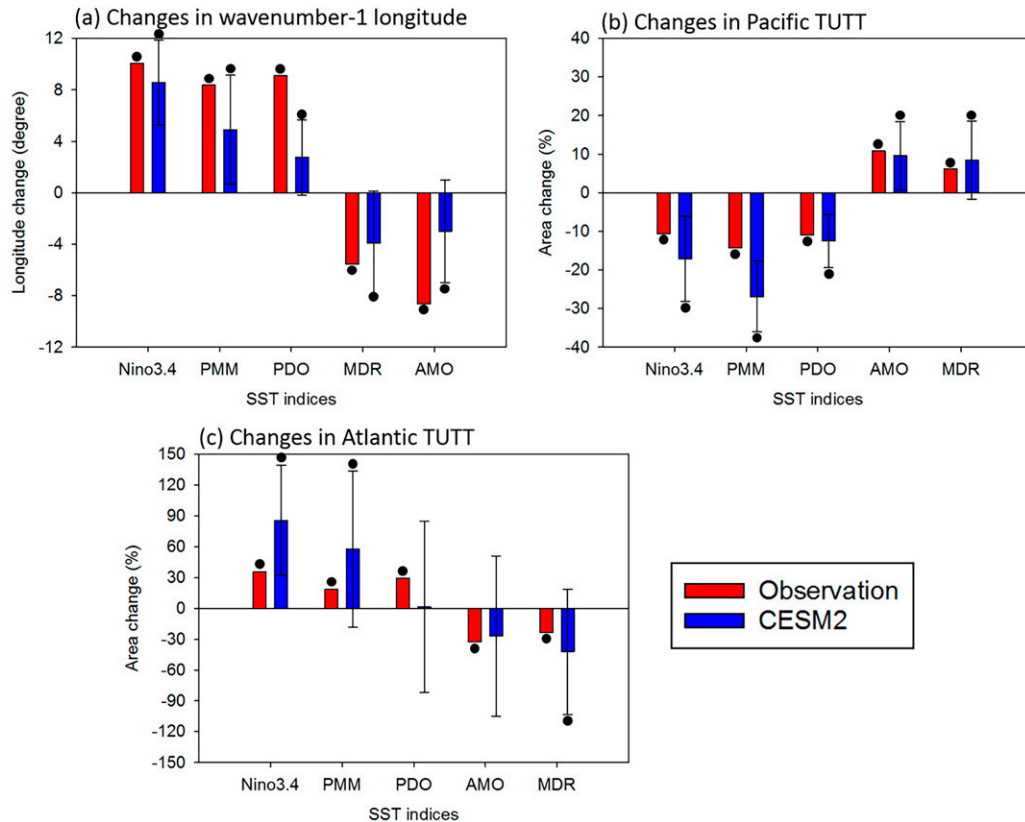 (a) Changes in wavenumber-1 longitude
12
8
4
0
-4
-8
-12
Longitude change (degree)
Nino3.4 PMM PDO MDR AMO
SST indices
(b) Changes in Pacific TUTT
40
30
20
10
0
-10
-20
-30
-40
Area change (%)
Nino3.4 PMM PDO AMO MDR
SST indices
(c) Changes in Atlantic TUTT
150
120
90
60
30
0
-30
-60
-90
-120
-150
Area change (%)
Nino3.4 PMM PDO AMO MDR
SST indices
Observation
CESM2